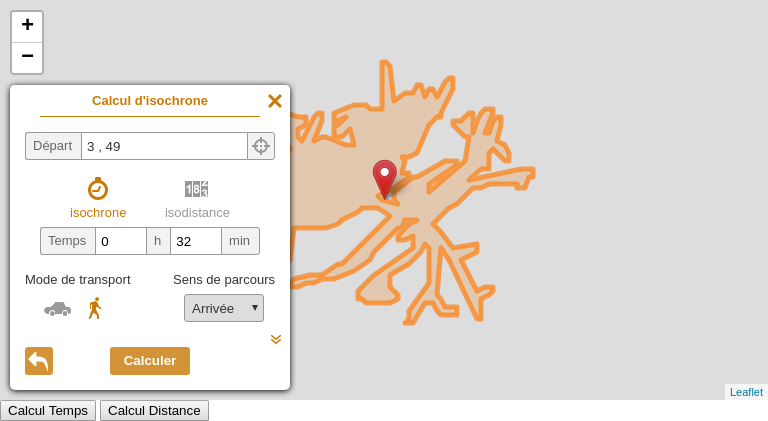 +
−
Calcul d'isochrone
Départ 3 , 49
isochrone isodistance
Temps 0 h 32 min
Mode de transport Sens de parcours
Arrivée
Calculer
Leaflet
Calcul Temps Calcul Distance